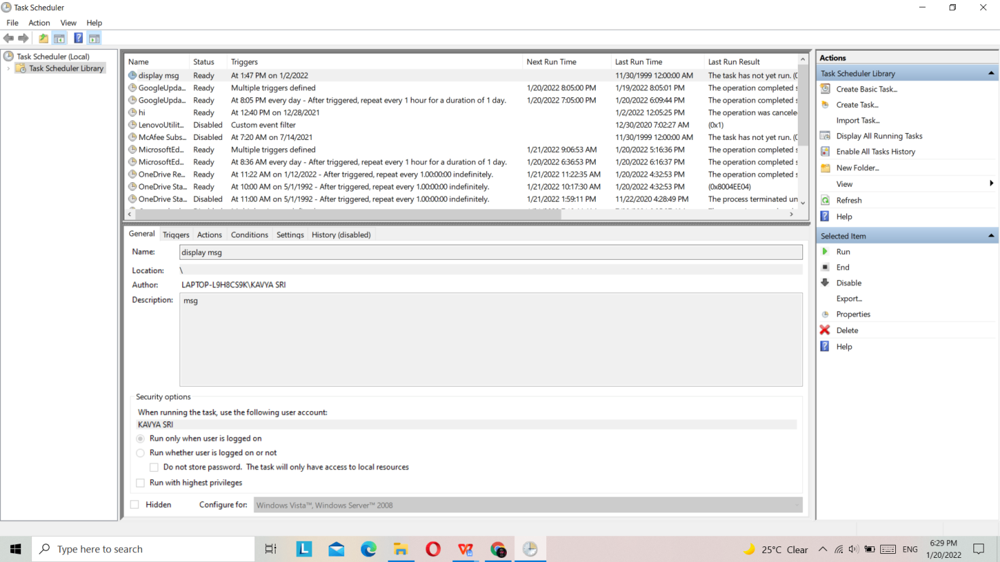 Task Scheduler
File Action View Help
Task Scheduler (Local)
Task Scheduler Library
Name Status Triggers Next Run Time Last Run Time Last Run Result
display msg Ready At 1:47 PM on 1/2/2022 11/30/1999 12:00:00 AM The task has not yet run. (0
GoogleUpda... Ready Multiple triggers defined 1/20/2022 8:05:00 PM 1/19/2022 8:05:01 PM The operation completed s
GoogleUpda... Ready At 8:05 PM every day - After triggered, repeat every 1 hour for a duration of 1 day. 1/20/2022 7:05:00 PM 1/20/2022 6:09:44 PM The operation completed s
hi Ready At 12:40 PM on 12/28/2021 1/2/2022 12:05:25 PM The operation was cancele
LenovoUtilit... Disabled Custom event filter 12/30/2020 7:02:27 AM (0x1)
McAfee Subs... Disabled At 7:20 AM on 7/14/2021 11/30/1999 12:00:00 AM The task has not yet run. (0
MicrosoftEd... Ready Multiple triggers defined 1/21/2022 9:06:53 AM 1/20/2022 5:16:36 PM The operation completed s
MicrosoftEd... Ready At 8:36 AM every day - After triggered, repeat every 1 hour for a duration of 1 day. 1/20/2022 6:36:53 PM 1/20/2022 6:16:37 PM The operation completed s
OneDrive Re... Ready At 11:22 AM on 1/12/2022 - After triggered, repeat every 1.00:00:00 indefinitely. 1/21/2022 11:22:35 AM 1/20/2022 4:32:53 PM The operation completed s
OneDrive Sta... Ready At 10:00 AM on 5/1/1992 - After triggered, repeat every 1.00:00:00 indefinitely. 1/21/2022 10:17:30 AM 1/20/2022 4:32:53 PM (0x8004EE04)
OneDrive Sta... Disabled At 11:00 AM on 5/1/1992 - After triggered, repeat every 1.00:00:00 indefinitely. 1/21/2022 1:59:11 PM 11/22/2020 4:28:49 PM The process terminated un
General Triggers Actions Conditions Settings History (disabled)
Name: display msg
Location: \
Author: LAPTOP-L9H8CS9K\KAVYA SRI
Description: msg
Security options
When running the task, use the following user account:
KAVYA SRI
Run only when user is logged on
Run whether user is logged on or not
Do not store password. The task will only have access to local resources
Run with highest privileges
Hidden Configure for: Windows Vista™, Windows Server™ 2008
Actions
Task Scheduler Library
Create Basic Task...
Create Task...
Import Task...
Display All Running Tasks
Enable All Tasks History
New Folder...
View
Refresh
Help
Selected Item
Run
End
Disable
Export...
Properties
Delete
Help
Type here to search
25°C Clear
ENG
6:29 PM
1/20/2022